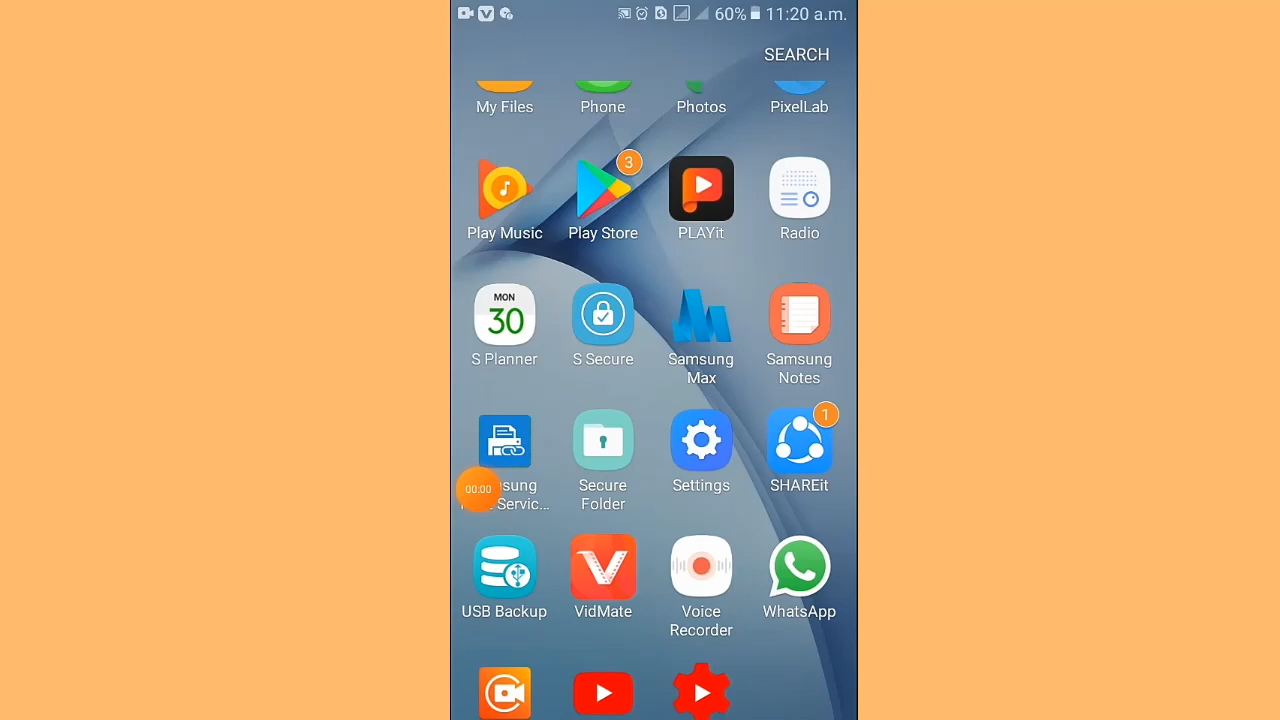 60% 11:20 a.m.
SEARCH
My Files Phone Photos PixelLab
3
Play Music Play Store PLAYit Radio
MON
30
S Planner S Secure Samsung Max Samsung Notes
1
00:00
Secure Folder Settings SHAREit
USB Backup VidMate Voice Recorder WhatsApp